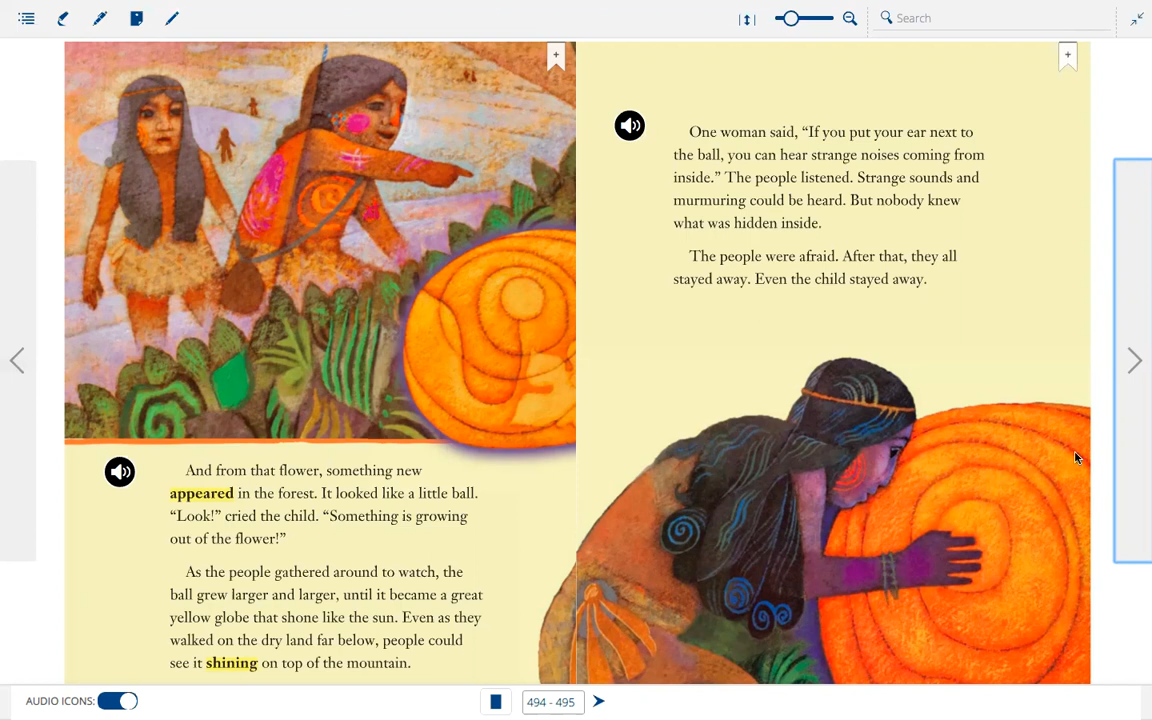 Search
And from that flower, something new
appeared in the forest. It looked like a little ball.
“Look!” cried the child. “Something is growing
out of the flower!”
As the people gathered around to watch, the
ball grew larger and larger, until it became a great
yellow globe that shone like the sun. Even as they
walked on the dry land far below, people could
see it shining on top of the mountain.
One woman said, “If you put your ear next to
the ball, you can hear strange noises coming from
inside.” The people listened. Strange sounds and
murmuring could be heard. But nobody knew
what was hidden inside.
The people were afraid. After that, they all
stayed away. Even the child stayed away.
AUDIO ICONS:
494 - 495